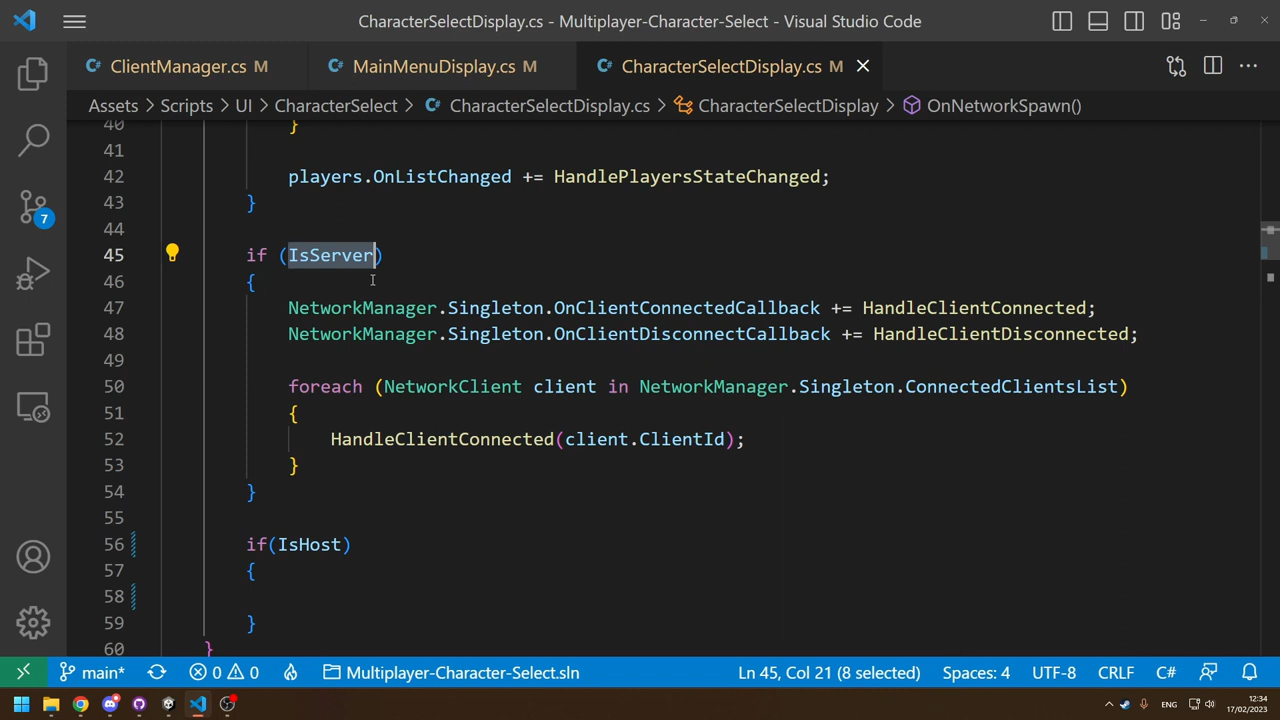 CharacterSelectDisplay.cs - Multiplayer-Character-Select - Visual Studio Code
C# ClientManager.cs M
C# MainMenuDisplay.cs M
C# CharacterSelectDisplay.cs M
Assets > Scripts > UI > CharacterSelect > C# CharacterSelectDisplay.cs > CharacterSelectDisplay > OnNetworkSpawn()
40 }
41
42 players.OnListChanged += HandlePlayersStateChanged;
43 }
44
45 if (IsServer)
46 {
47 NetworkManager.Singleton.OnClientConnectedCallback += HandleClientConnected;
48 NetworkManager.Singleton.OnClientDisconnectCallback += HandleClientDisconnected;
49
50 foreach (NetworkClient client in NetworkManager.Singleton.ConnectedClientsList)
51 {
52 HandleClientConnected(client.ClientId);
53 }
54 }
55
56 if(IsHost)
57 {
58
59 }
60 }
7
main* 0 0 Multiplayer-Character-Select.sln Ln 45, Col 21 (8 selected) Spaces: 4 UTF-8 CRLF C#
ENG 12:34
17/02/2023